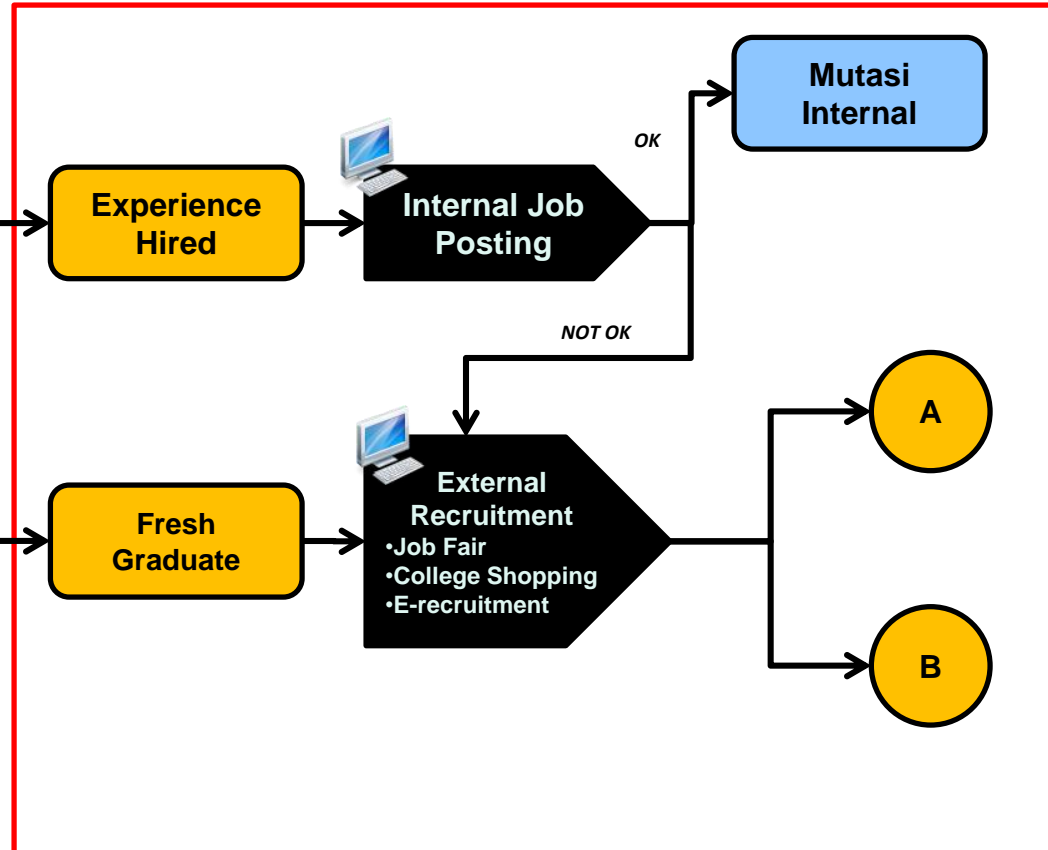 Mutasi
Internal
OK
Experience
Hired
Internal Job
Posting
NOT OK
A
External
Recruitment
•Job Fair
•College Shopping
•E-recruitment
Fresh
Graduate
B